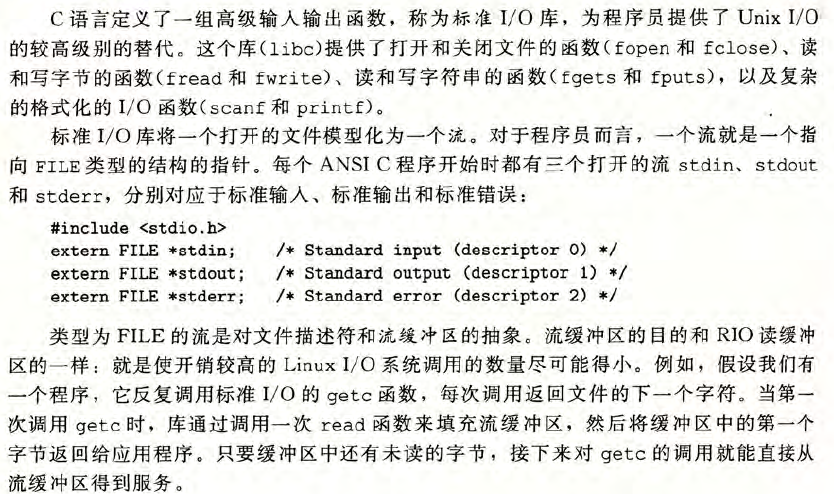 C语言定义了一组高级输入输出函数，称为标准 I/O 库，为程序员提供了 Unix I/O
的较高级别的替代。这个库(libc)提供了打开和关闭文件的函数(fopen 和 fclose)、读
和写字节的函数(fread 和 fwrite)、读和写字符串的函数(fgets 和 fputs)，以及复杂
的格式化的 I/O 函数(scanf 和 printf)。
标准 I/O 库将一个打开的文件模型化为一个流。对于程序员而言，一个流就是一个指
向 FILE 类型的结构的指针。每个 ANSI C 程序开始时都有三个打开的流 stdin、stdout
和 stderr，分别对应于标准输入、标准输出和标准错误：
#include <stdio.h>
extern FILE *stdin; /* Standard input (descriptor 0) */
extern FILE *stdout; /* Standard output (descriptor 1) */
extern FILE *stderr; /* Standard error (descriptor 2) */
类型为 FILE 的流是对文件描述符和流缓冲区的抽象。流缓冲区的目的和 RIO 读缓冲
区的一样：就是使开销较高的 Linux I/O 系统调用的数量尽可能得小。例如，假设我们有
一个程序，它反复调用标准 I/O 的 getc 函数，每次调用返回文件的下一个字符。当第一
次调用 getc 时，库通过调用一次 read 函数来填充流缓冲区，然后将缓冲区中的第一个
字节返回给应用程序。只要缓冲区中还有未读的字节，接下来对 getc 的调用就能直接从
流缓冲区得到服务。